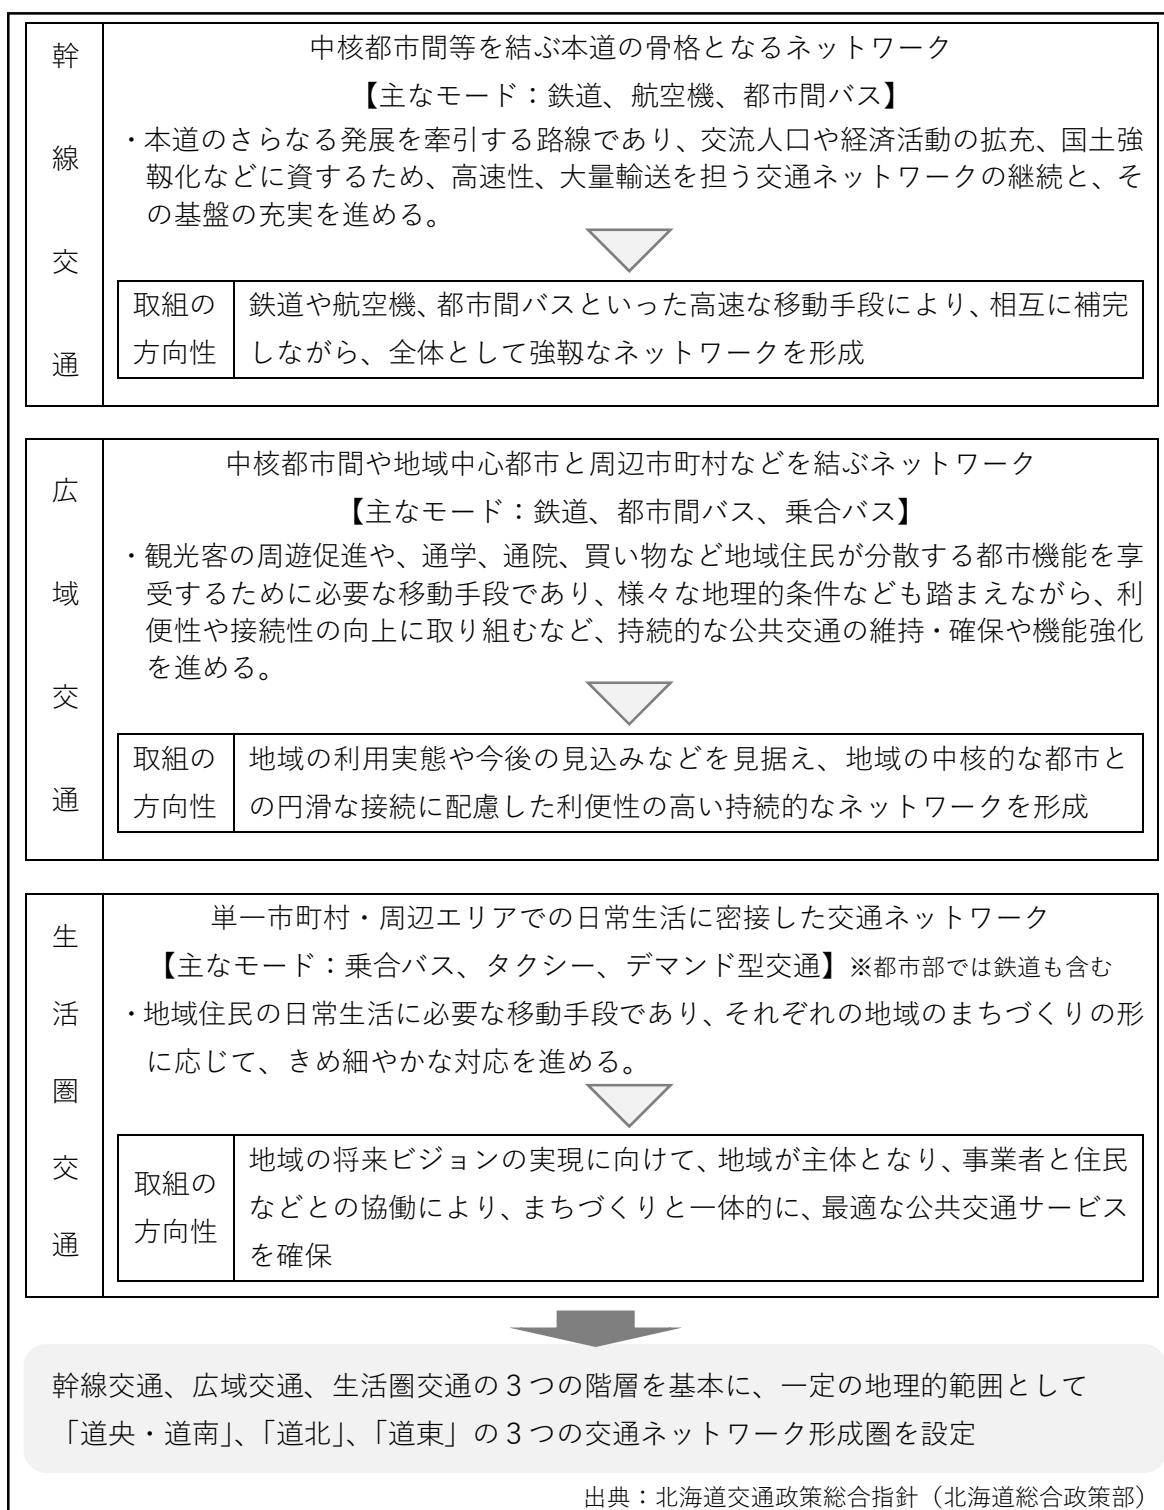 幹線交通
中核都市間等を結ぶ本道の骨格となるネットワーク
【主なモード：鉄道、航空機、都市間バス】
・本道のさらなる発展を牽引する路線であり、交流人口や経済活動の拡充、国土強
靱化などに資するため、高速性、大量輸送を担う交通ネットワークの継続と、そ
の基盤の充実を進める。
取組の
方向性
鉄道や航空機、都市間バスといった高速な移動手段により、相互に補完
しながら、全体として強靱なネットワークを形成
広域交通
中核都市間や地域中心都市と周辺市町村などを結ぶネットワーク
【主なモード：鉄道、都市間バス、乗合バス】
・観光客の周遊促進や、通学、通院、買い物など地域住民が分散する都市機能を享
受するために必要な移動手段であり、様々な地理的条件なども踏まえながら、利
便性や接続性の向上に取り組むなど、持続的な公共交通の維持・確保や機能強化
を進める。
取組の
方向性
地域の利用実態や今後の見込みなどを見据え、地域の中核的な都市と
の円滑な接続に配慮した利便性の高い持続的なネットワークを形成
生活圏交通
単一市町村・周辺エリアでの日常生活に密接した交通ネットワーク
【主なモード：乗合バス、タクシー、デマンド型交通】※都市部では鉄道も含む
・地域住民の日常生活に必要な移動手段であり、それぞれの地域のまちづくりの形
に応じて、きめ細やかな対応を進める。
取組の
方向性
地域の将来ビジョンの実現に向けて、地域が主体となり、事業者と住民
などとの協働により、まちづくりと一体的に、最適な公共交通サービス
を確保
幹線交通、広域交通、生活圏交通の３つの階層を基本に、一定の地理的範囲として
「道央・道南」、「道北」、「道東」の３つの交通ネットワーク形成圏を設定
出典：北海道交通政策総合指針（北海道総合政策部）